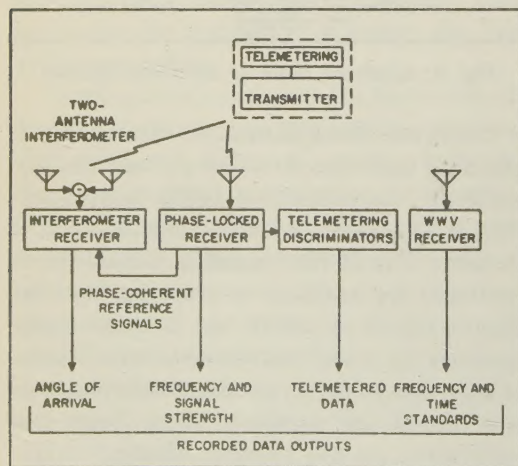 TELEMETERING
TRANSMITTER
TWO-
ANTENNA
INTERFEROMETER
INTERFEROMETER
RECEIVER
PHASE-LOCKED
RECEIVER
TELEMETERING
DISCRIMINATORS
WWV
RECEIVER
PHASE-COHERENT
REFERENCE
SIGNALS
ANGLE OF
ARRIVAL
FREQUENCY AND
SIGNAL
STRENGTH
TELEMETERED
DATA
FREQUENCY AND
TIME
STANDARDS
RECORDED DATA OUTPUTS